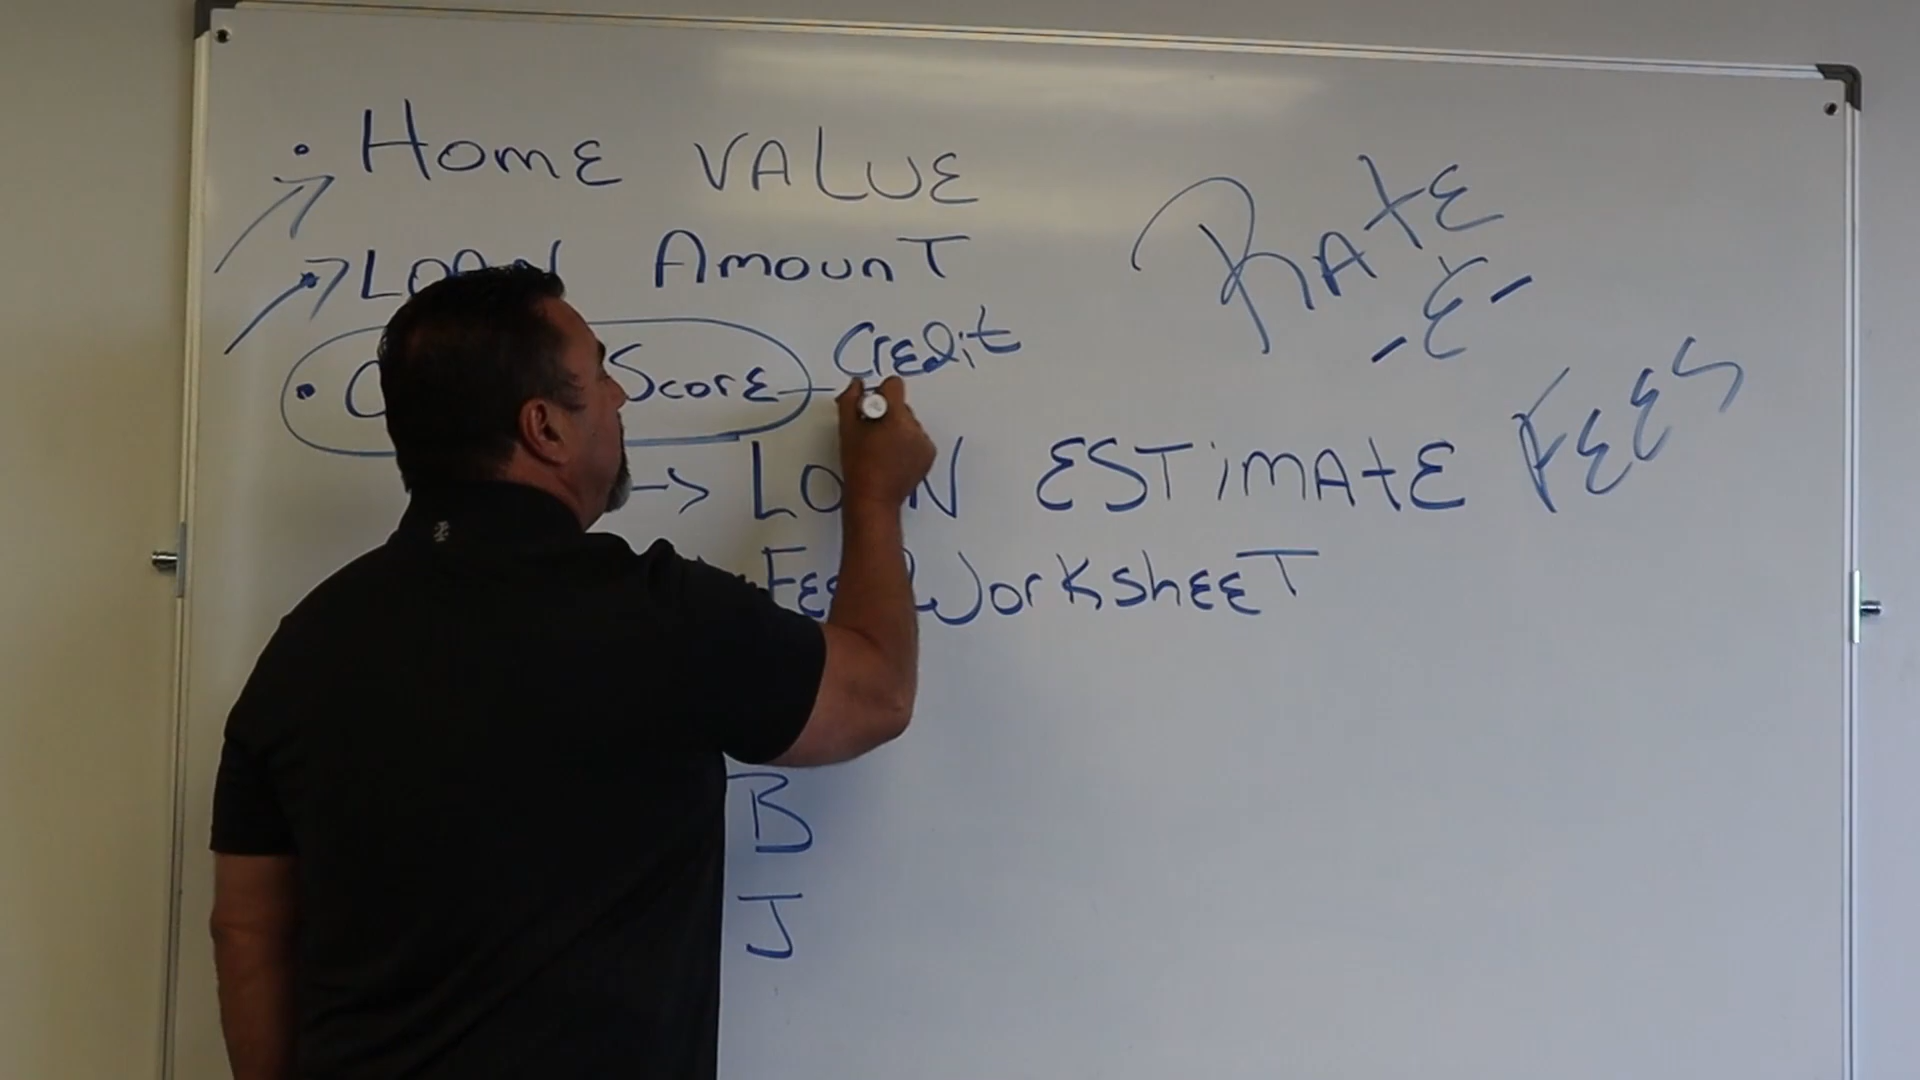 • Home VALUE
• LOAN Amount
• Score - Credit
-> LOAN ESTimATE
FEE WorksheeT
B
J
RATE
- & -
FEES